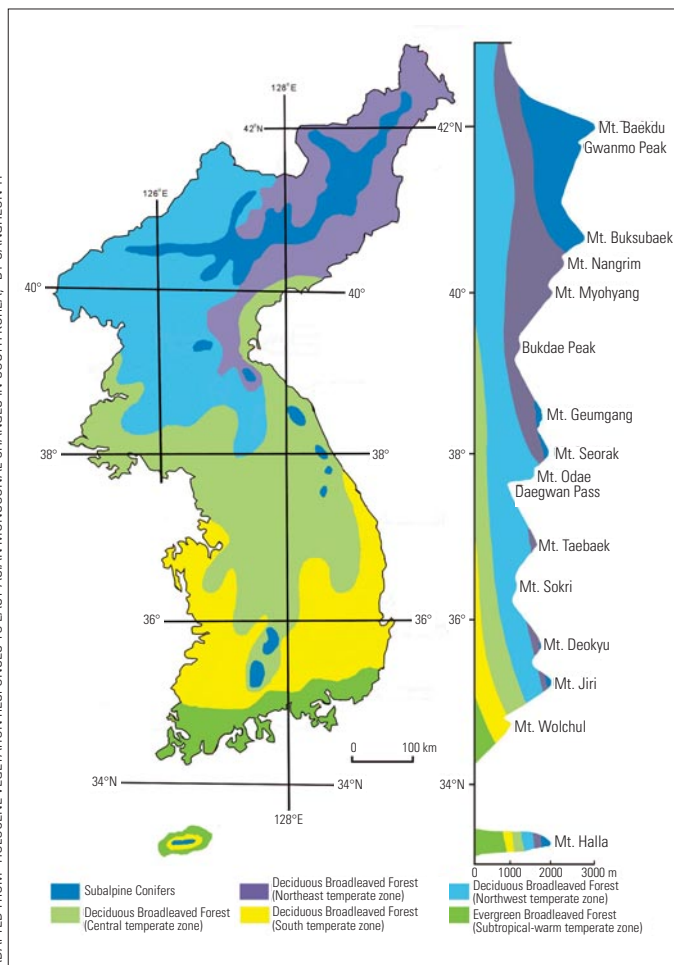 128°E
42°N
42°N
126°E
40°
40°
40°
38°
38°
38°
36°
36°
36°
0 100 km
34°N
34°N
34°N
128°E
Mt. Baekdu
Gwanmo Peak
Mt. Buksubaek
Mt. Nangrim
Mt. Myohyang
Bukdae Peak
Mt. Geumgang
Mt. Seorak
Mt. Odae
Daegwan Pass
Mt. Taebaek
Mt. Sokri
Mt. Deokyu
Mt. Jiri
Mt. Wolchul
Mt. Halla
0 1000 2000 3000 m
Subalpine Conifers
Deciduous Broadleaved Forest
(Central temperate zone)
Deciduous Broadleaved Forest
(Northeast temperate zone)
Deciduous Broadleaved Forest
(South temperate zone)
Deciduous Broadleaved Forest
(Northwest temperate zone)
Evergreen Broadleaved Forest
(Subtropical-warm temperate zone)